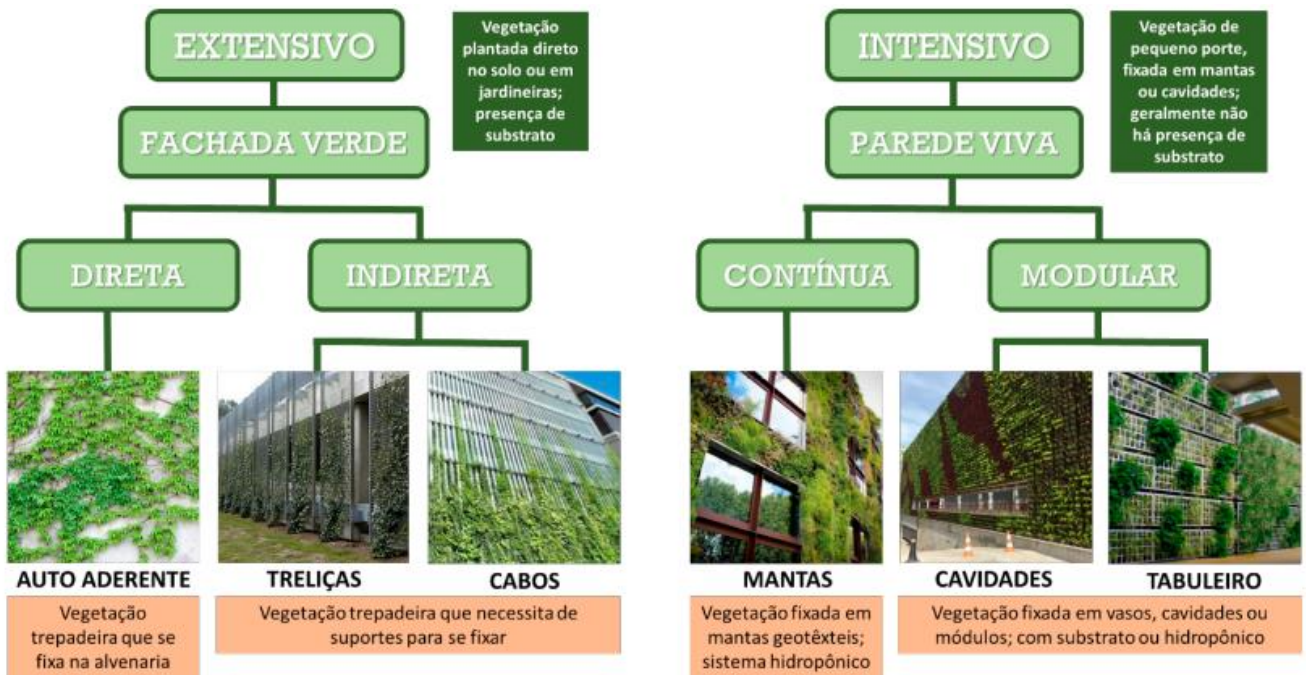 EXTENSIVO
Vegetação
plantada direto
no solo ou em
jardineiras;
presença de
substrato
FACHADA VERDE
DIRETA
INDIRETA
AUTO ADERENTE
TRELIÇAS
CABOS
Vegetação
trepadeira que se
fixa na alvenaria
Vegetação trepadeira que necessita de
suportes para se fixar
INTENSIVO
Vegetação de
pequeno porte,
fixada em mantas
ou cavidades;
geralmente não
há presença de
substrato
PAREDE VIVA
CONTÍNUA
MODULAR
MANTAS
CAVIDADES
TABULEIRO
Vegetação fixada em
mantas geotêxteis;
sistema hidropônico
Vegetação fixada em vasos, cavidades ou
módulos; com substrato ou hidropônico